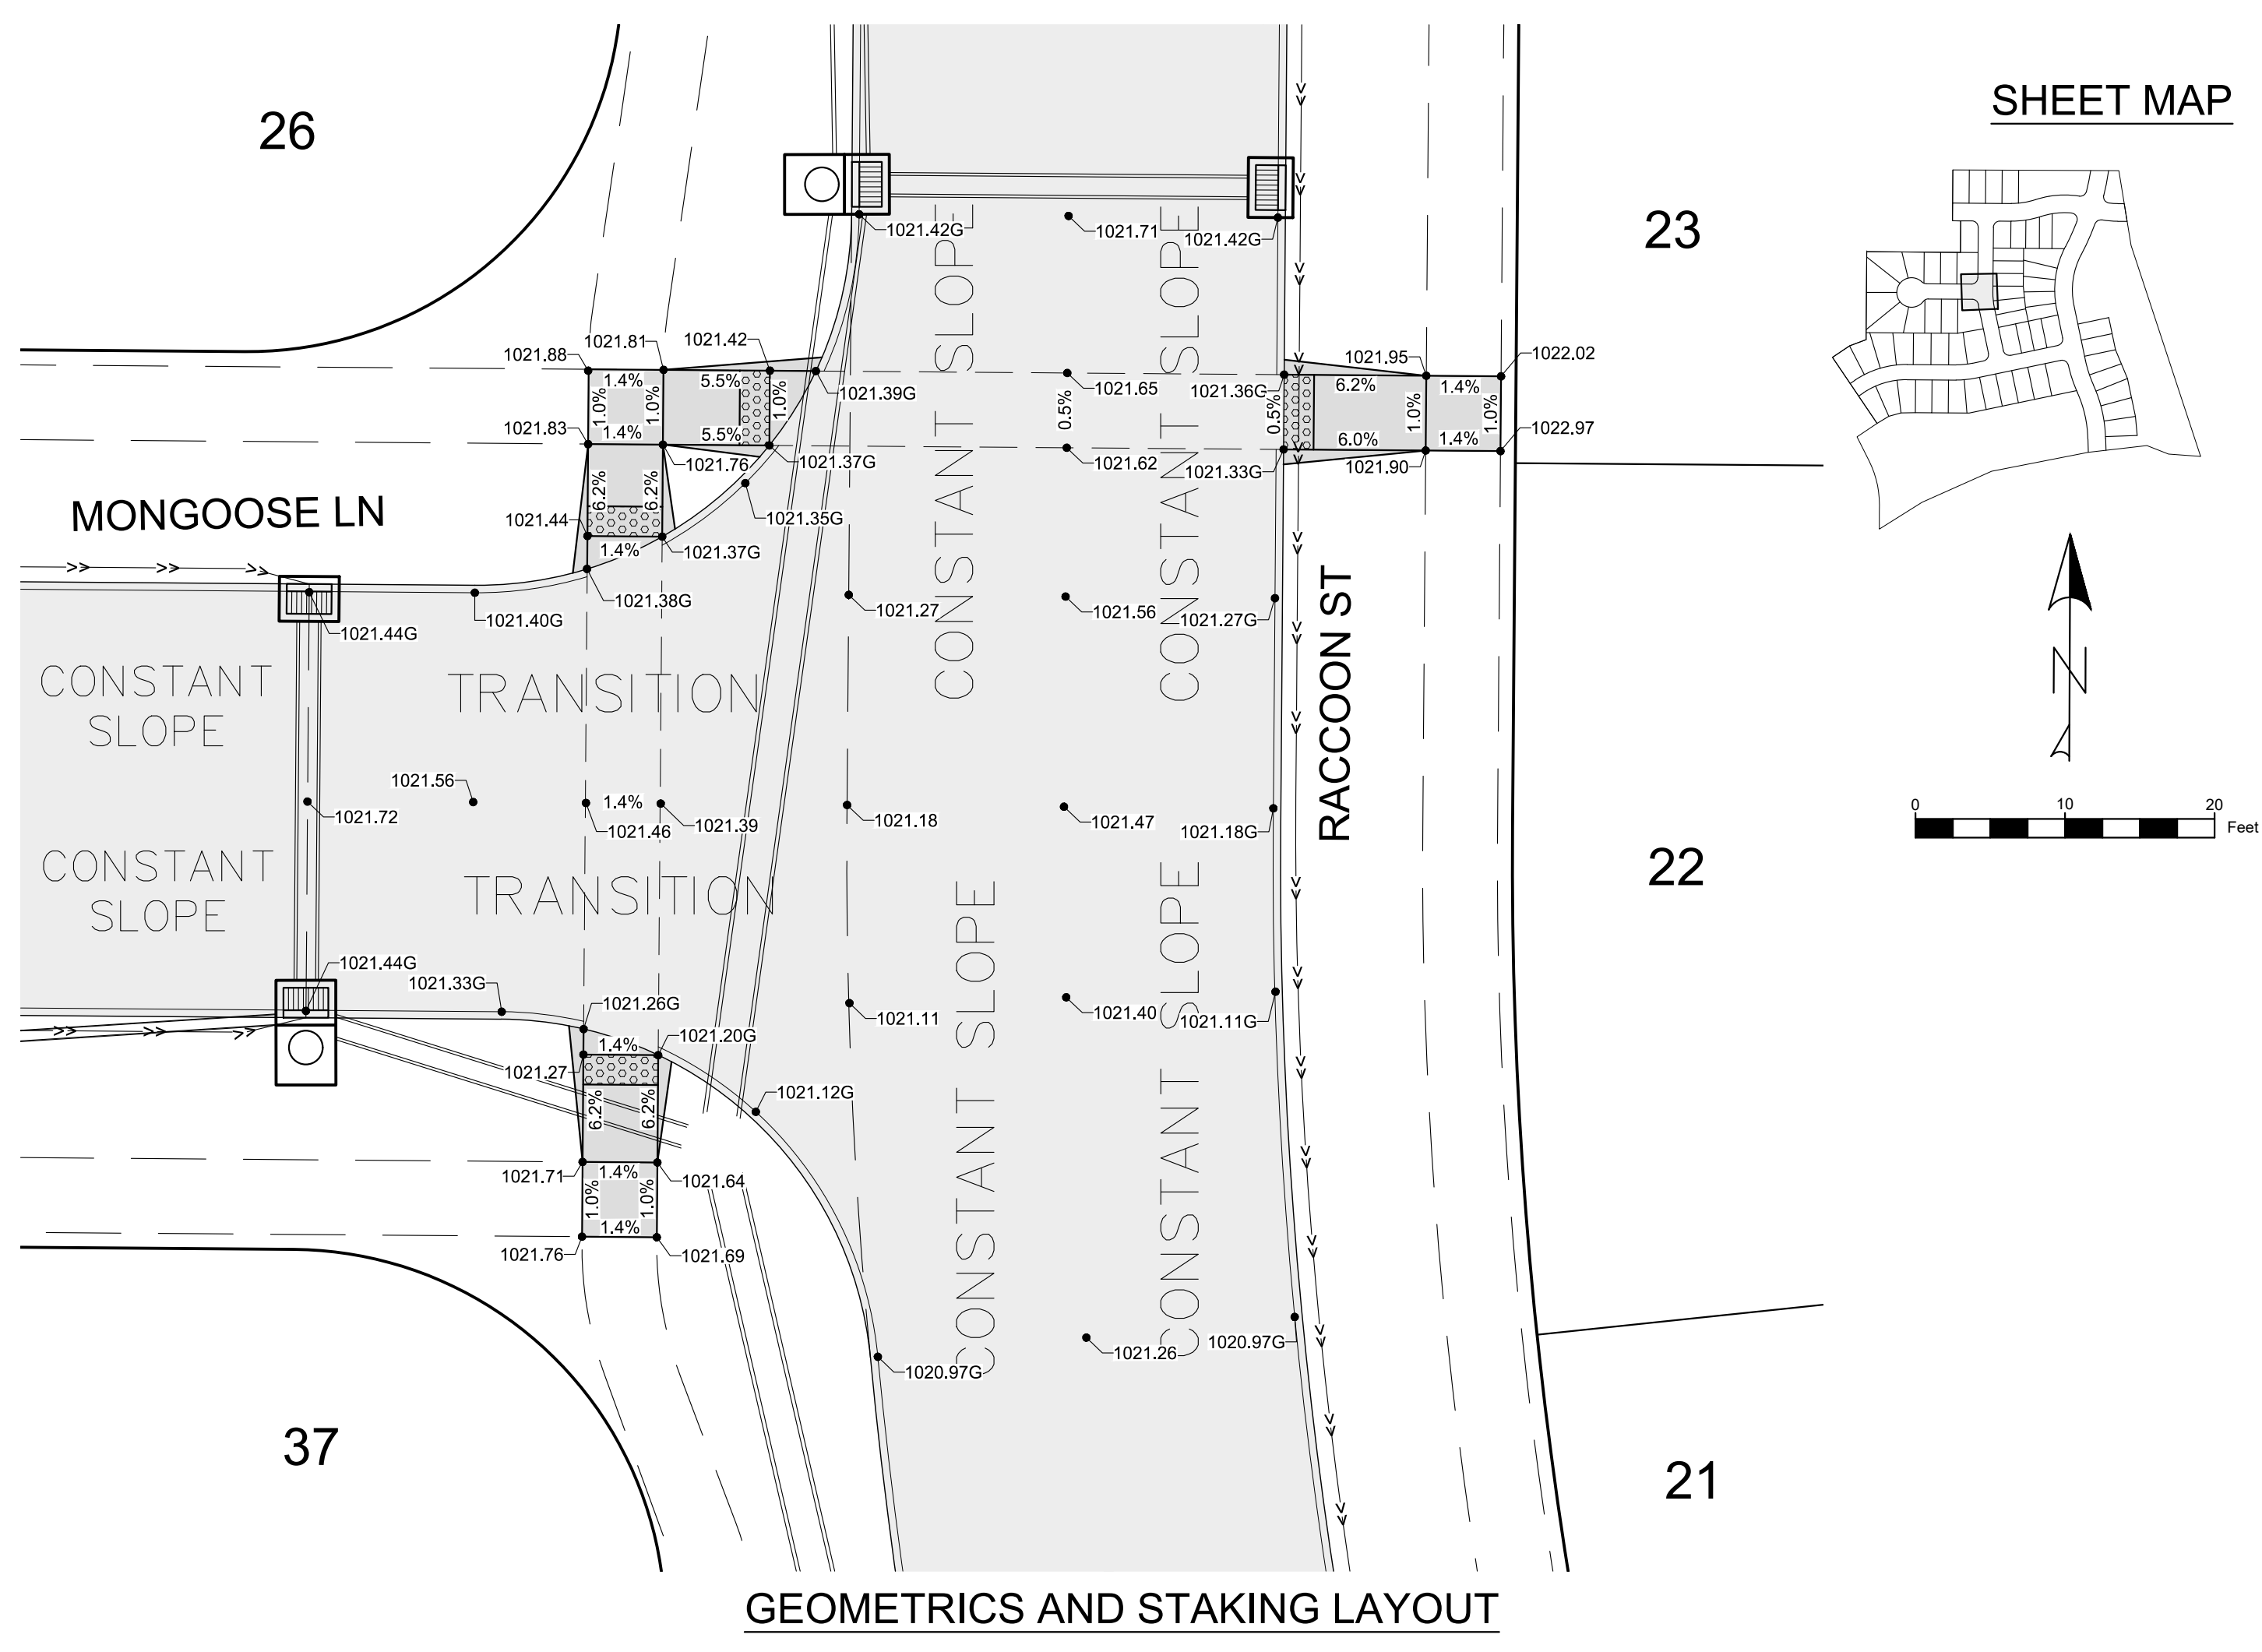 SHEET MAP
26
23
1021.42G
1021.71
1021.42G
CONSTANT SLOPE
CONSTANT SLOPE
1021.88
1021.81
1021.42
1021.95
1022.02
1.4%
5.5%
1021.39G
1021.65
1021.36G
6.2%
1.4%
1.0%
1.0%
1.0%
0.5%
0.5%
1.0%
1.0%
1021.83
1.4%
5.5%
6.0%
1.4%
1022.97
1021.76
1021.37G
1021.62
1021.33G
1021.90
MONGOOSE LN
6.2%
6.2%
1021.44
1021.35G
1.4%
1021.37G
CONSTANT SLOPE
CONSTANT SLOPE
RACCOON ST
N
1021.38G
1021.40G
1021.27
1021.56
1021.27G
1021.44G
CONSTANT
SLOPE
TRANSITION
1021.56
1021.72
1.4%
1021.46
1021.39
1021.18
1021.47
1021.18G
0 10 20
Feet
22
CONSTANT
SLOPE
TRANSITION
CONSTANT SLOPE
CONSTANT SLOPE
1021.44G
1021.33G
1021.26G
1021.11
1021.40
1021.11G
1.4%
1021.20G
1021.27
6.2%
6.2%
1021.12G
1021.71
1.4%
1021.64
1.0%
1.0%
1.4%
1021.76
1021.69
1020.97G
1021.26
1020.97G
37
21
GEOMETRICS AND STAKING LAYOUT